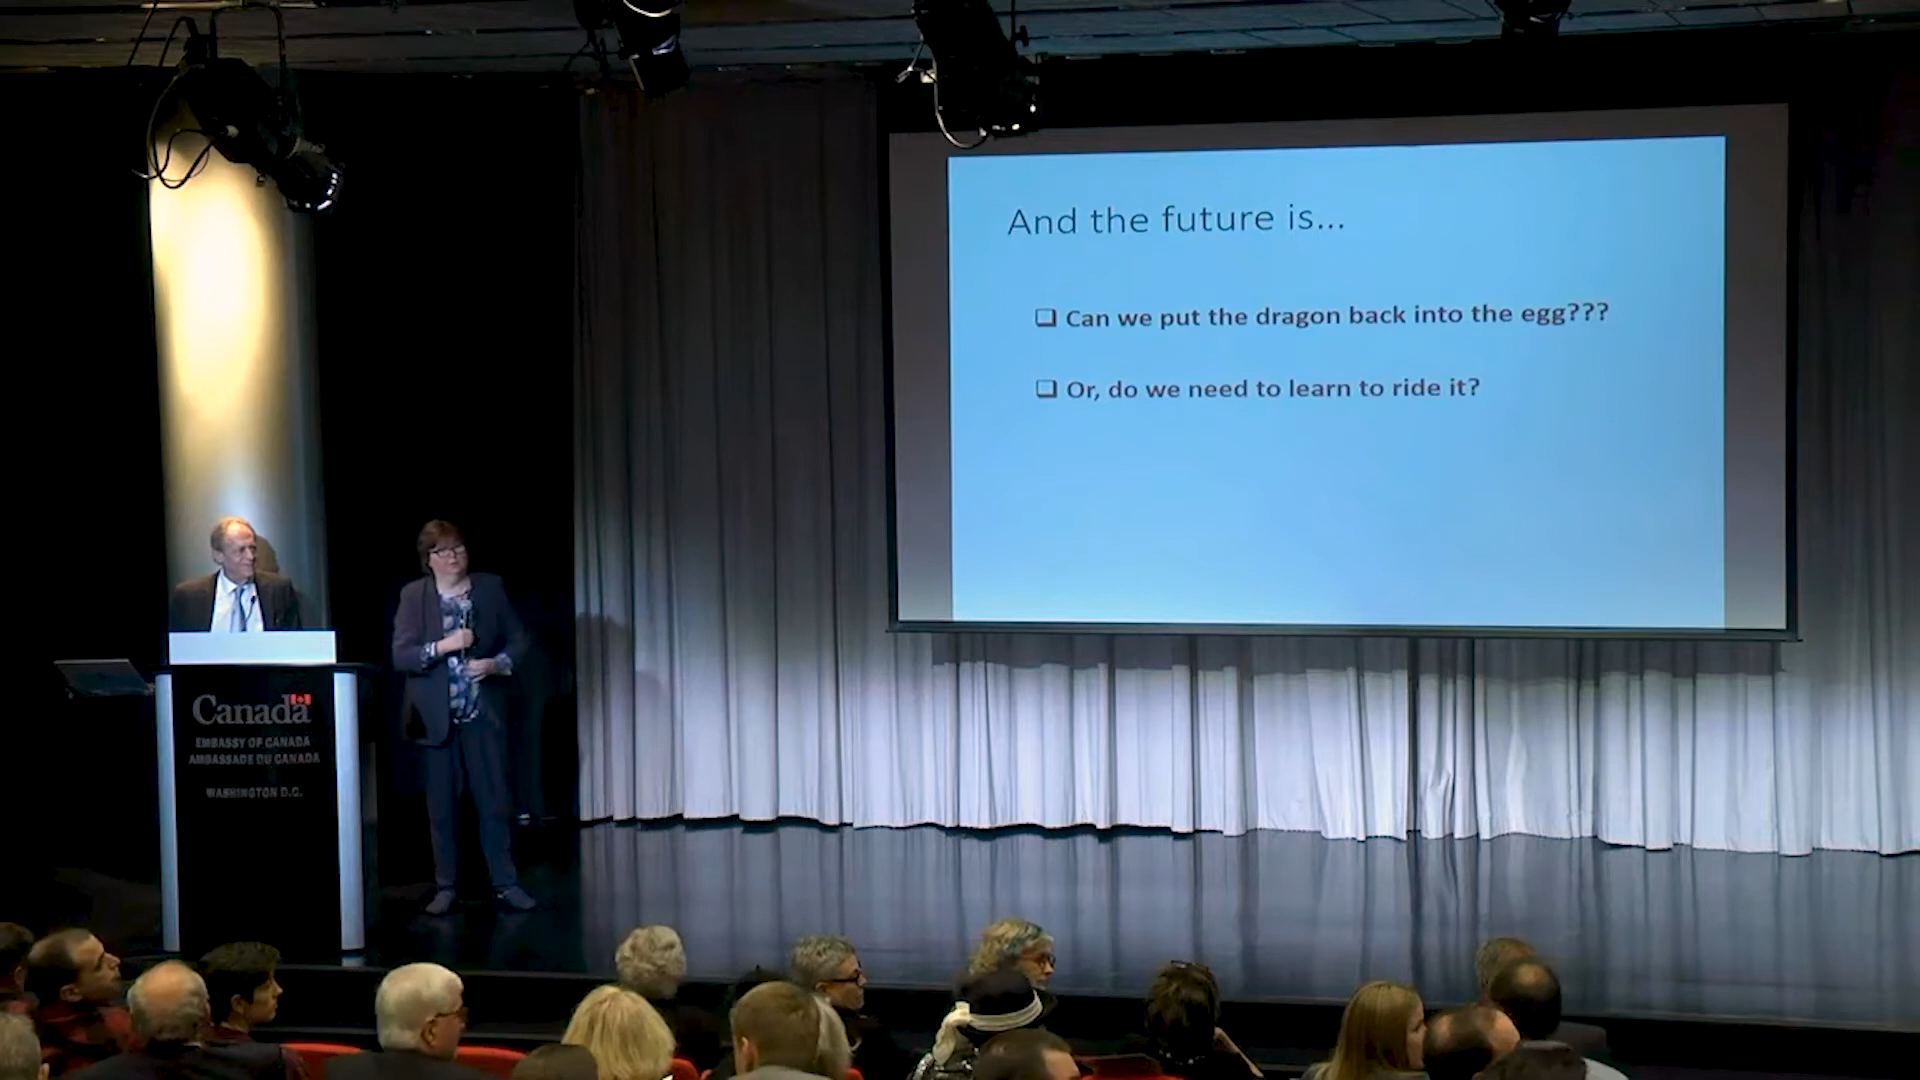 And the future is...
❑ Can we put the dragon back into the egg???
❑ Or, do we need to learn to ride it?
Canada
EMBASSY OF CANADA
AMBASSADE DU CANADA
WASHINGTON D.C.